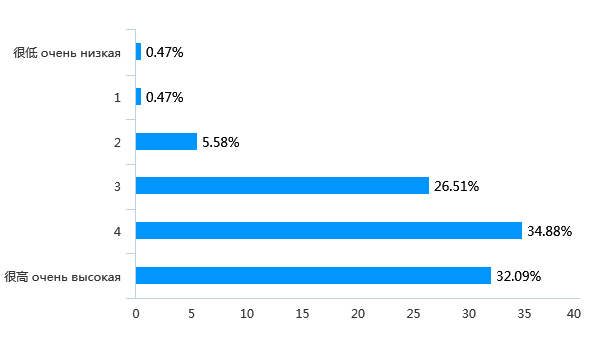 很低 очень низкая 0.47%
1 0.47%
2 5.58%
3 26.51%
4 34.88%
很高 очень высокая 32.09%
0 5 10 15 20 25 30 35 40